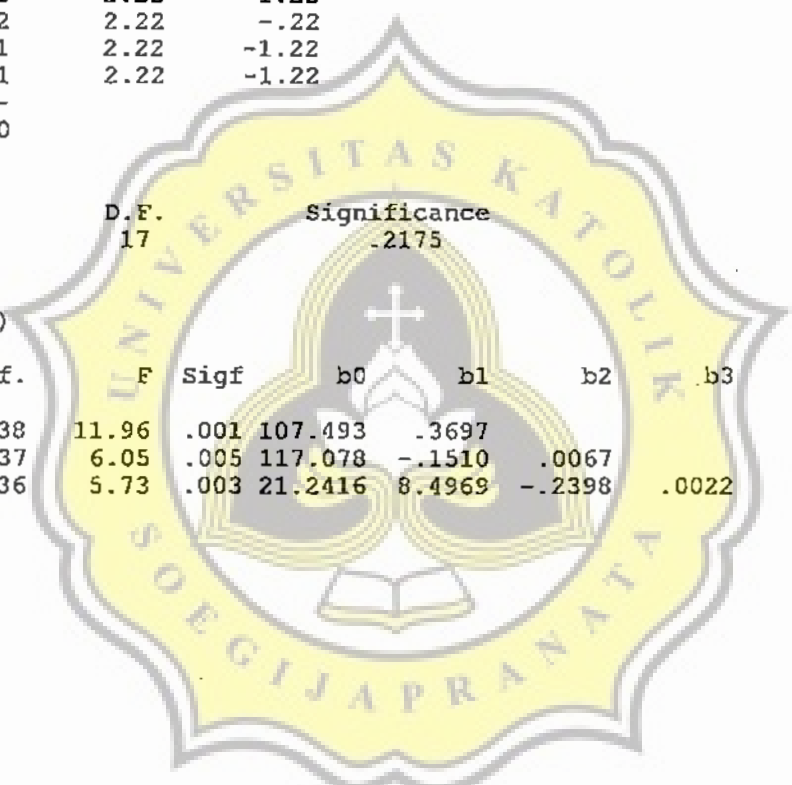 2 2.22 -.22
1 2.22 -1.22
1 2.22 -1.22
-
0
D.F. Significance
17 .2175
)
f. F Sigf b0 b1 b2 b3
38 11.96 .001 107.493 .3697
37 6.05 .005 117.078 -.1510 .0067
36 5.73 .003 21.2416 8.4969 -.2398 .0022
UNIVERSITAS KATOLIK
SOEGIJAPRANATA